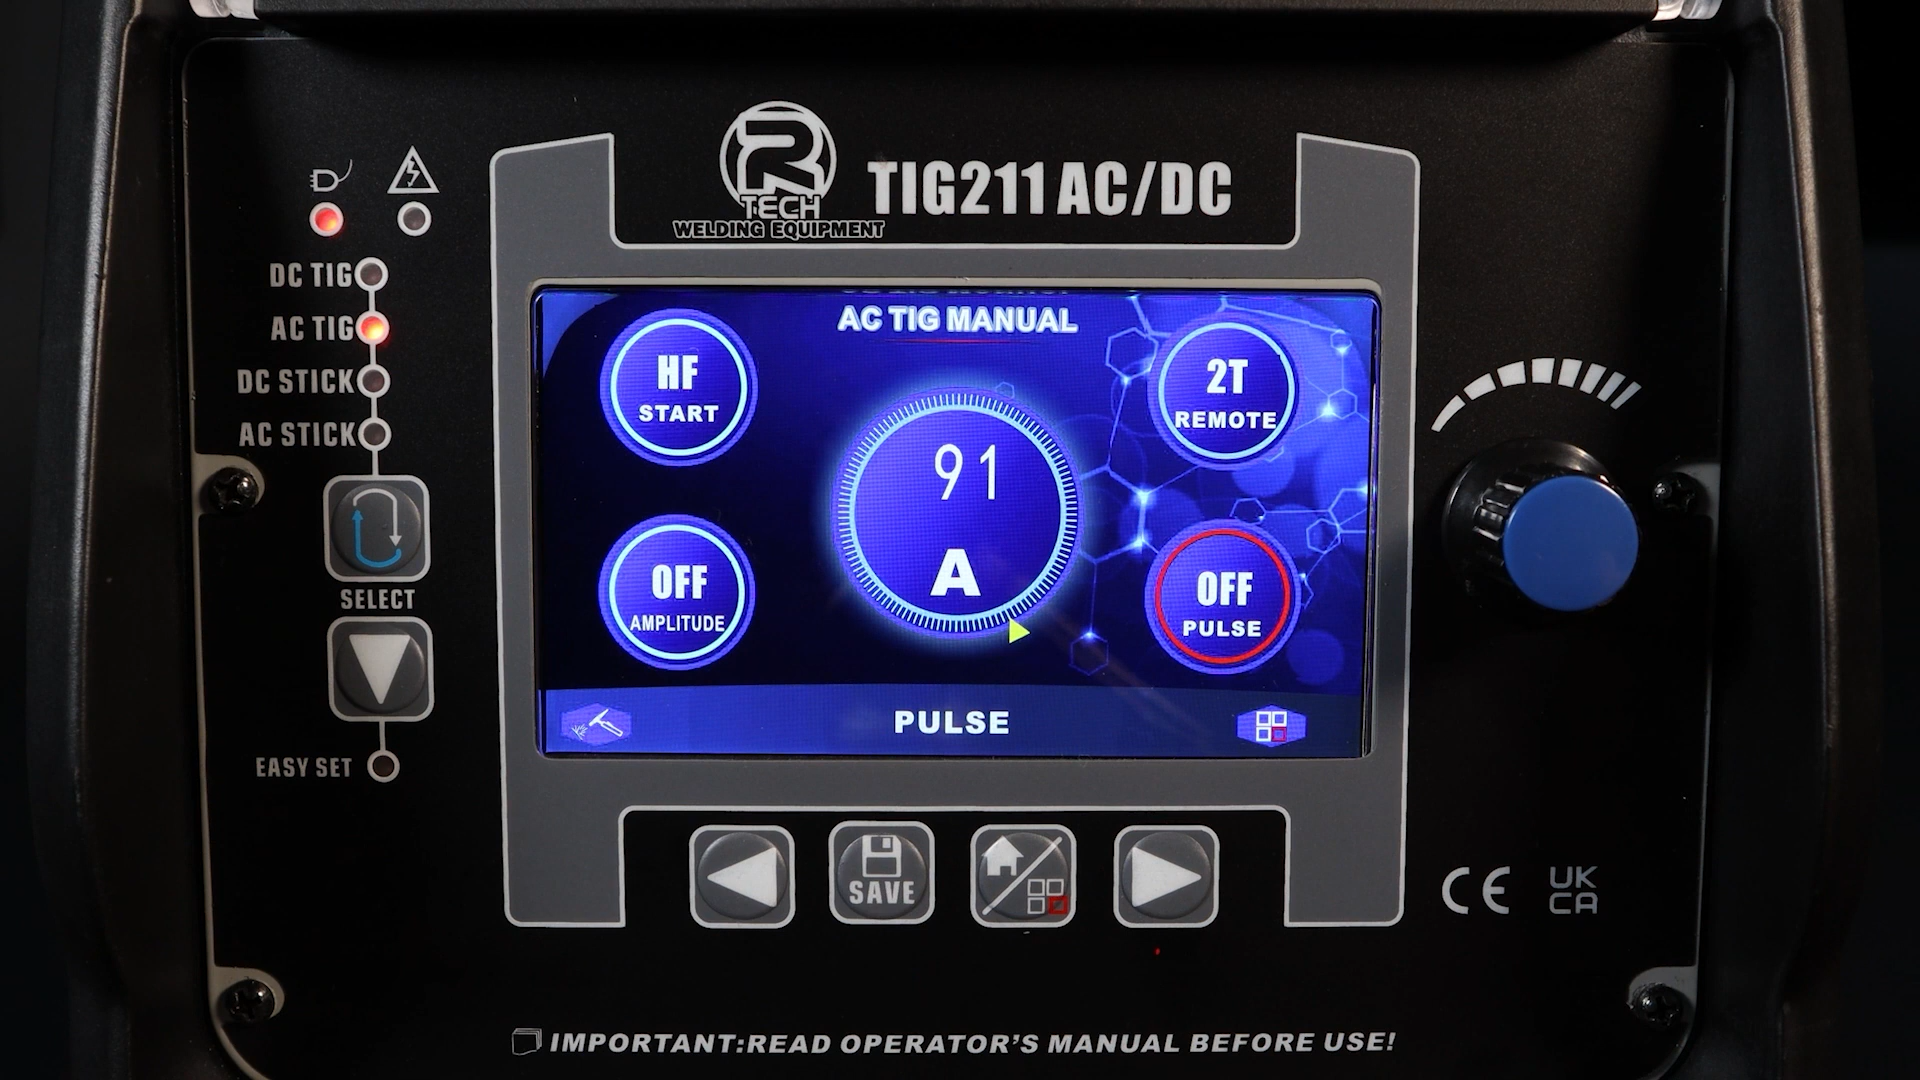 R
TECH
WELDING EQUIPMENT
TIG211 AC/DC
DC TIG
AC TIG
DC STICK
AC STICK
SELECT
EASY SET
AC TIG MANUAL
HF
START
2T
REMOTE
91
A
OFF
AMPLITUDE
OFF
PULSE
PULSE
SAVE
CE
UK
CA
IMPORTANT:READ OPERATOR'S MANUAL BEFORE USE!